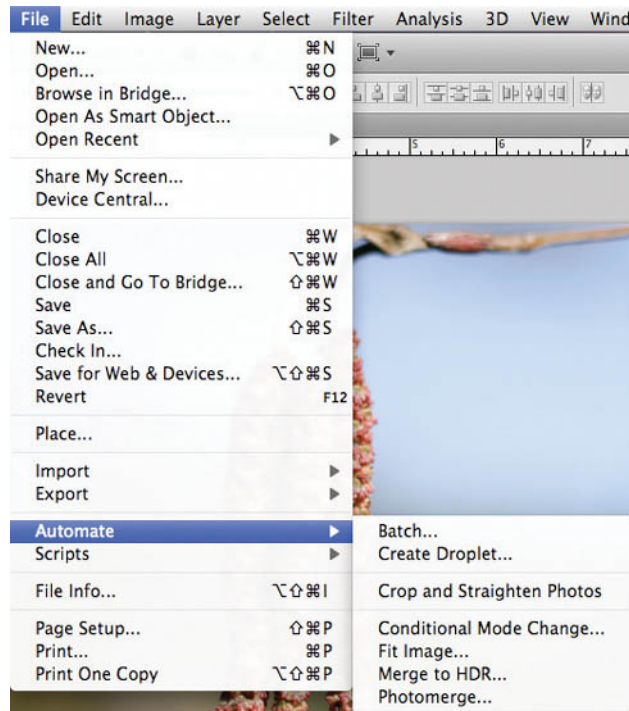 File Edit Image Layer Select Filter Analysis 3D View Wind
New... ⌘N
Open... ⌘O
Browse in Bridge... ⌥⌘O
Open As Smart Object...
Open Recent ▶
5 6 7
Share My Screen...
Device Central...
Close ⌘W
Close All ⌥⌘W
Close and Go To Bridge... ⇧⌘W
Save ⌘S
Save As... ⇧⌘S
Check In...
Save for Web & Devices... ⌥⇧⌘S
Revert F12
Place...
Import ▶
Export ▶
Automate ▶
Scripts ▶
File Info... ⌥⇧⌘I
Page Setup... ⇧⌘P
Print... ⌘P
Print One Copy ⌥⇧⌘P
Batch...
Create Droplet...
Crop and Straighten Photos
Conditional Mode Change...
Fit Image...
Merge to HDR...
Photomerge...